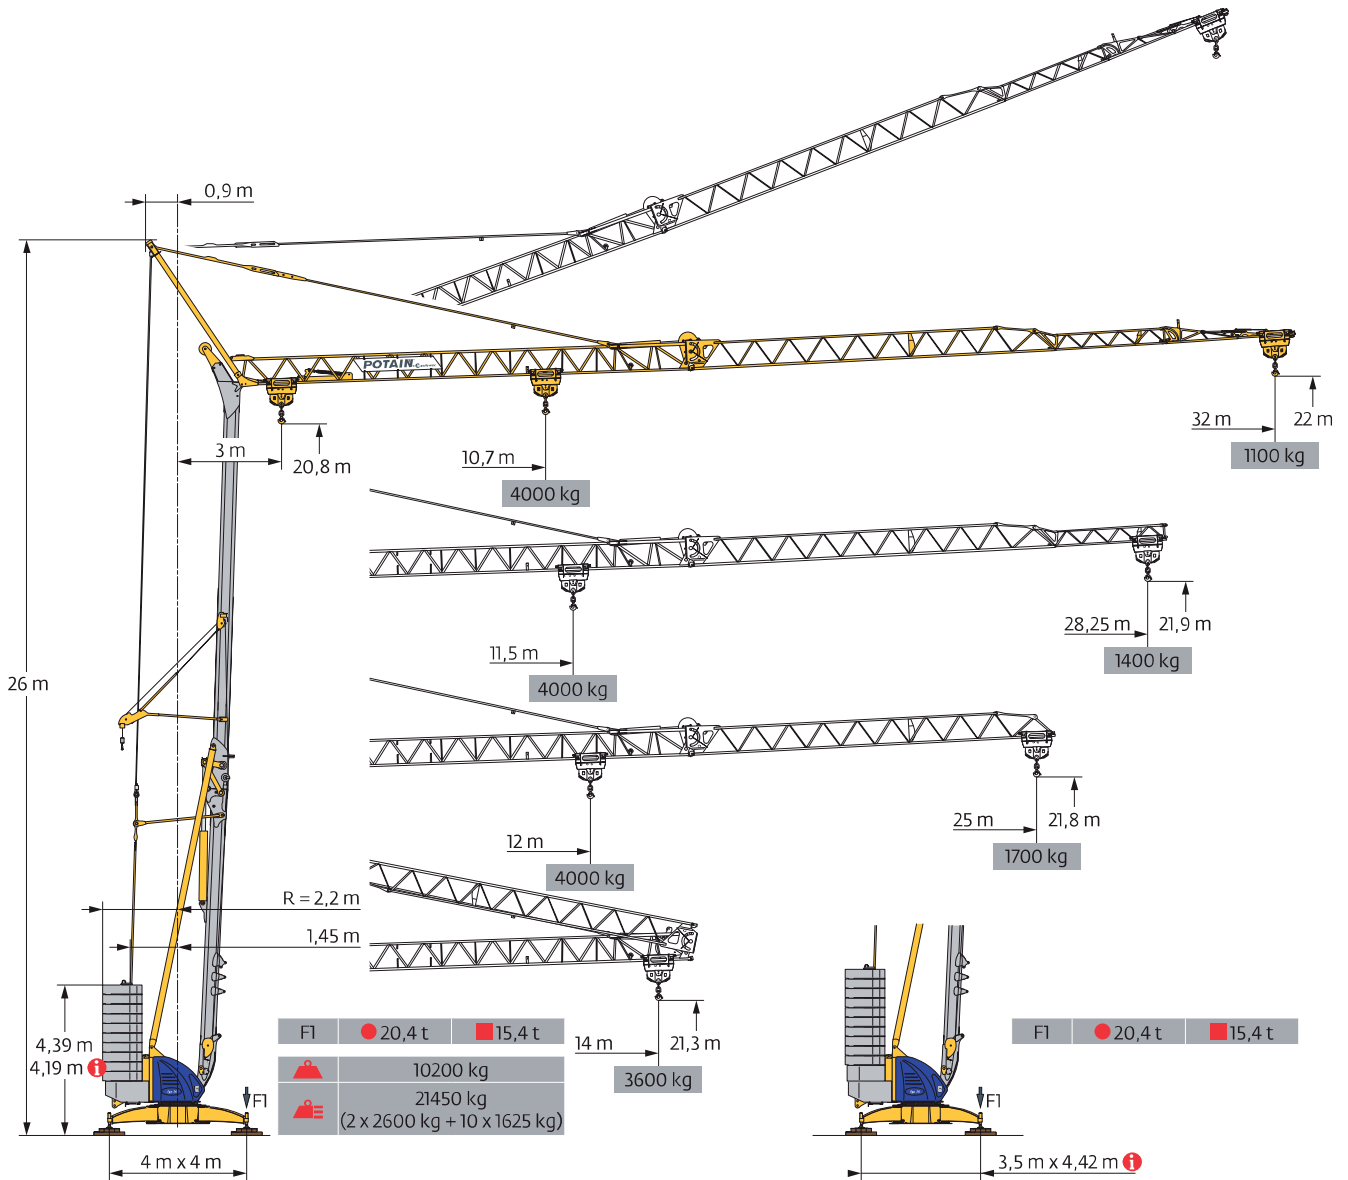 0,9 m
POTAIN
3 m
20,8 m
10,7 m
4000 kg
32 m
22 m
1100 kg
26 m
11,5 m
4000 kg
28,25 m
21,9 m
1400 kg
12 m
4000 kg
25 m
21,8 m
1700 kg
R = 2,2 m
1,45 m
14 m
21,3 m
3600 kg
4,39 m
4,19 m i
F1 20,4 t 15,4 t
10200 kg
21450 kg
(2 x 2600 kg + 10 x 1625 kg)
F1
4 m x 4 m
F1 20,4 t 15,4 t
F1
3,5 m x 4,42 m i